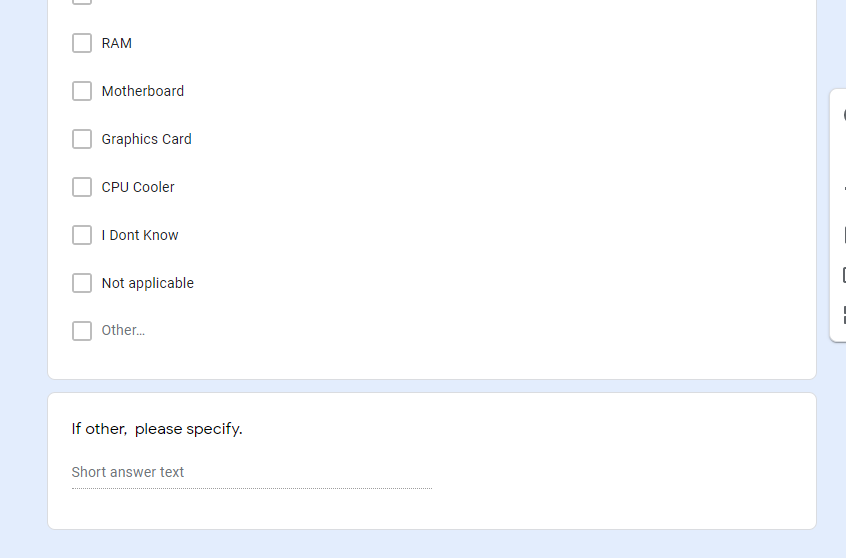 RAM
Motherboard
Graphics Card
CPU Cooler
I Dont Know
Not applicable
Other...
If other,  please specify.
Short answer text